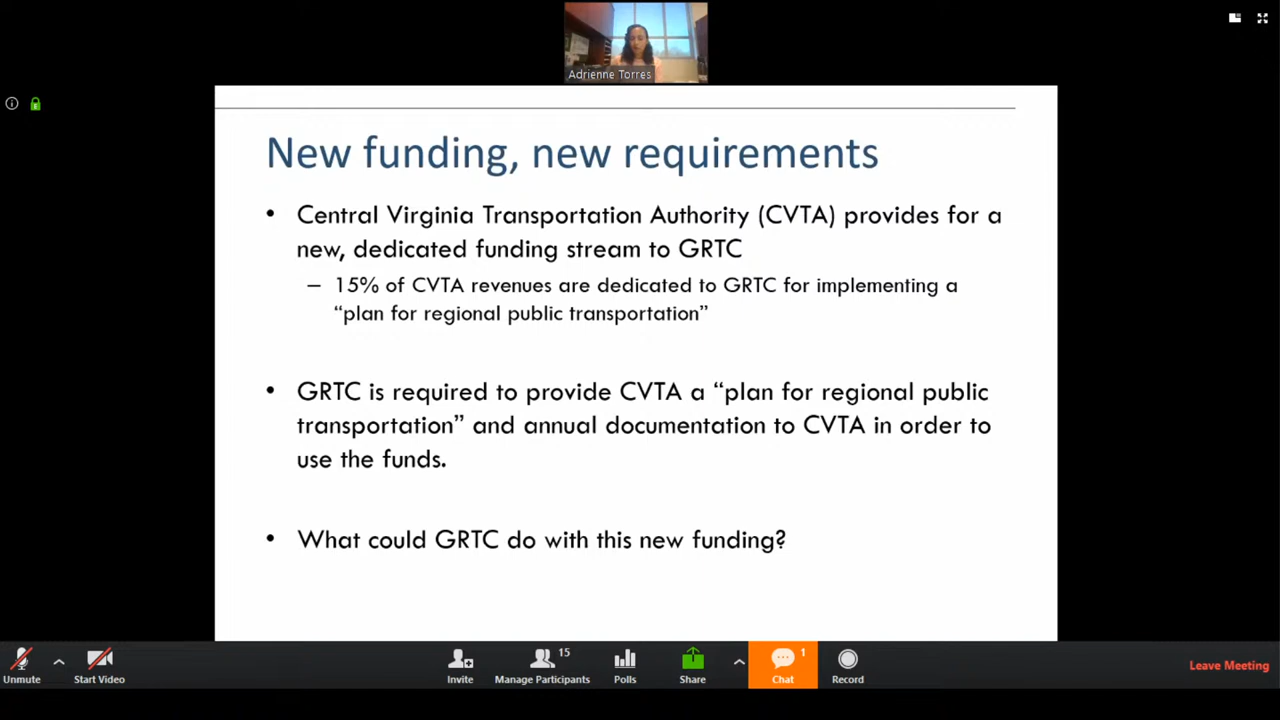 Adrienne Torres
New funding, new requirements
• Central Virginia Transportation Authority (CVTA) provides for a
new, dedicated funding stream to GRTC
– 15% of CVTA revenues are dedicated to GRTC for implementing a
“plan for regional public transportation”
• GRTC is required to provide CVTA a “plan for regional public
transportation” and annual documentation to CVTA in order to
use the funds.
• What could GRTC do with this new funding?
15
1
Unmute
Start Video
Invite
Manage Participants
Polls
Share
Chat
Record
Leave Meeting